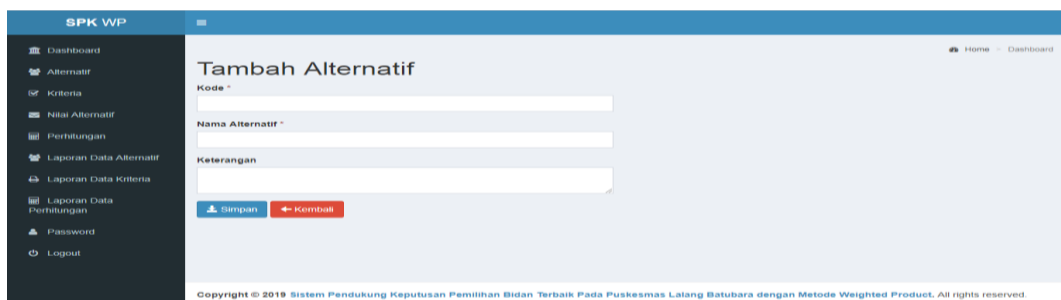 SPK WP
Dashboard
Alternatif
Kriteria
Nilai Alternatif
Perhitungan
Laporan Data Alternatif
Laporan Data Kriteria
Laporan Data
Perhitungan
Password
Logout
Home > Dashboard
Tambah Alternatif
Kode *
Nama Alternatif *
Keterangan
Simpan
Kembali
Copyright © 2019 Sistem Pendukung Keputusan Pemilihan Bidan Terbaik Pada Puskesmas Lalang Batubara dengan Metode Weighted Product. All rights reserved.